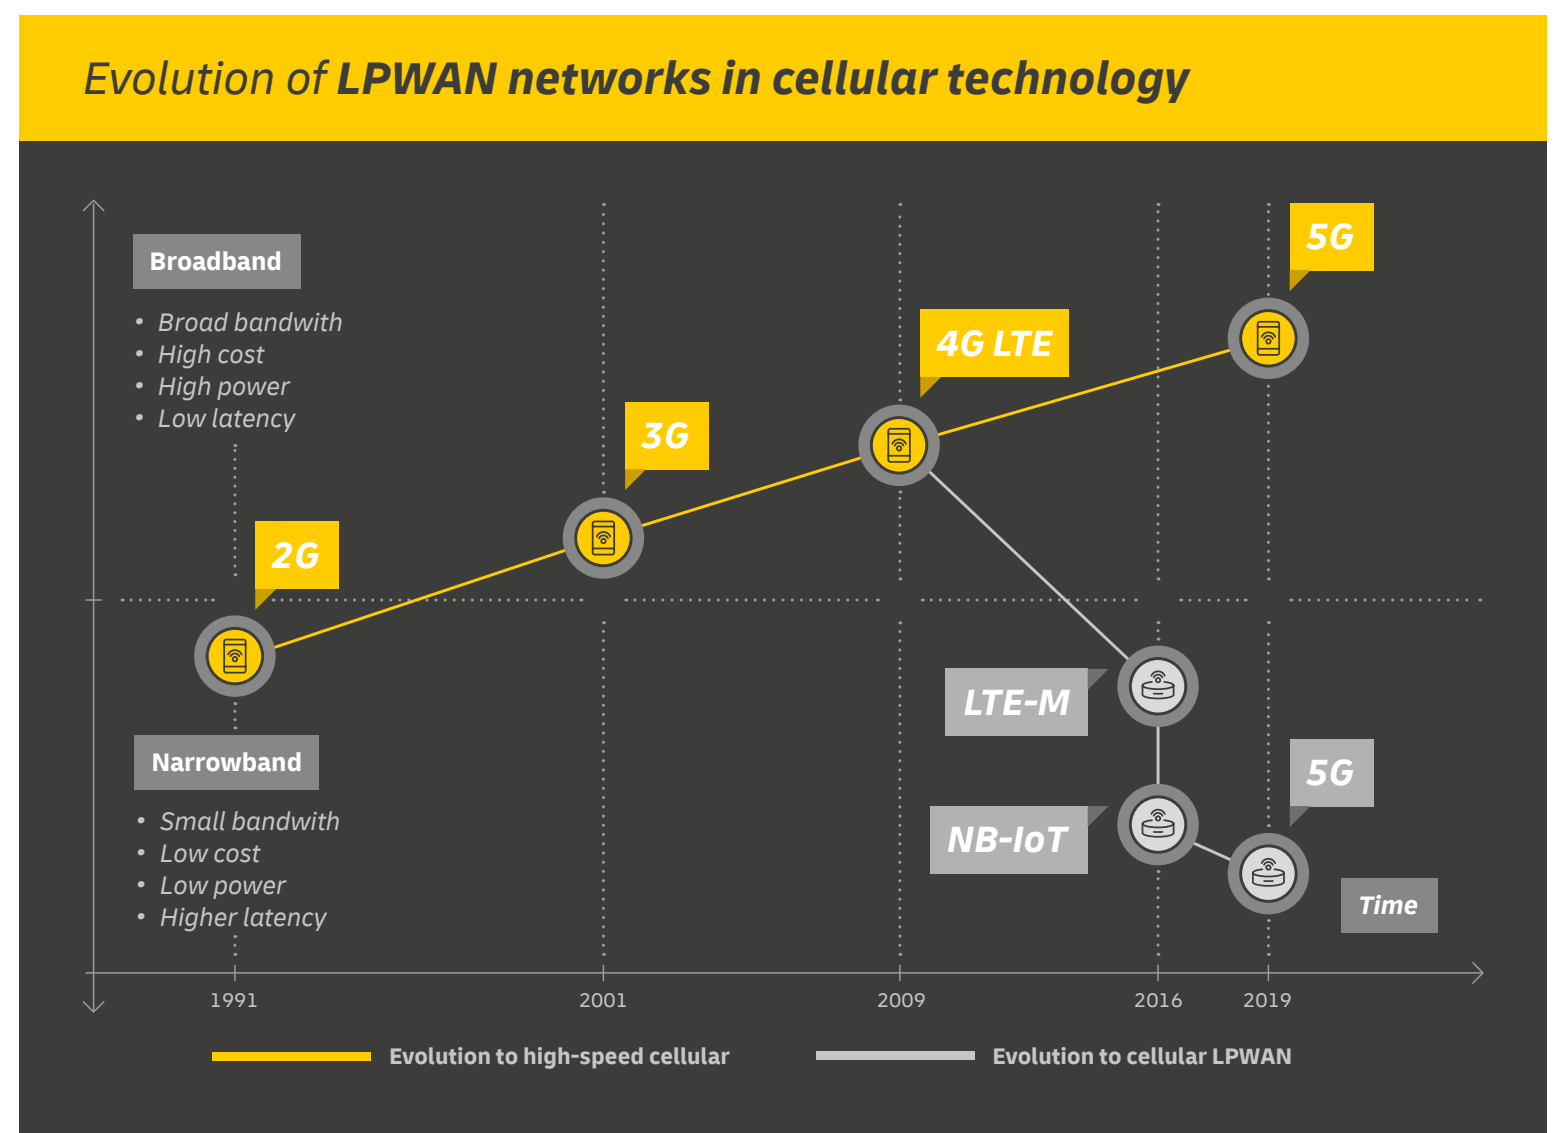 Evolution of LPWAN networks in cellular technology
Broadband
• Broad bandwith
• High cost
• High power
• Low latency
2G
3G
4G LTE
5G
Narrowband
• Small bandwith
• Low cost
• Low power
• Higher latency
LTE-M
NB-IoT
5G
Time
1991
2001
2009
2016
2019
Evolution to high-speed cellular
Evolution to cellular LPWAN